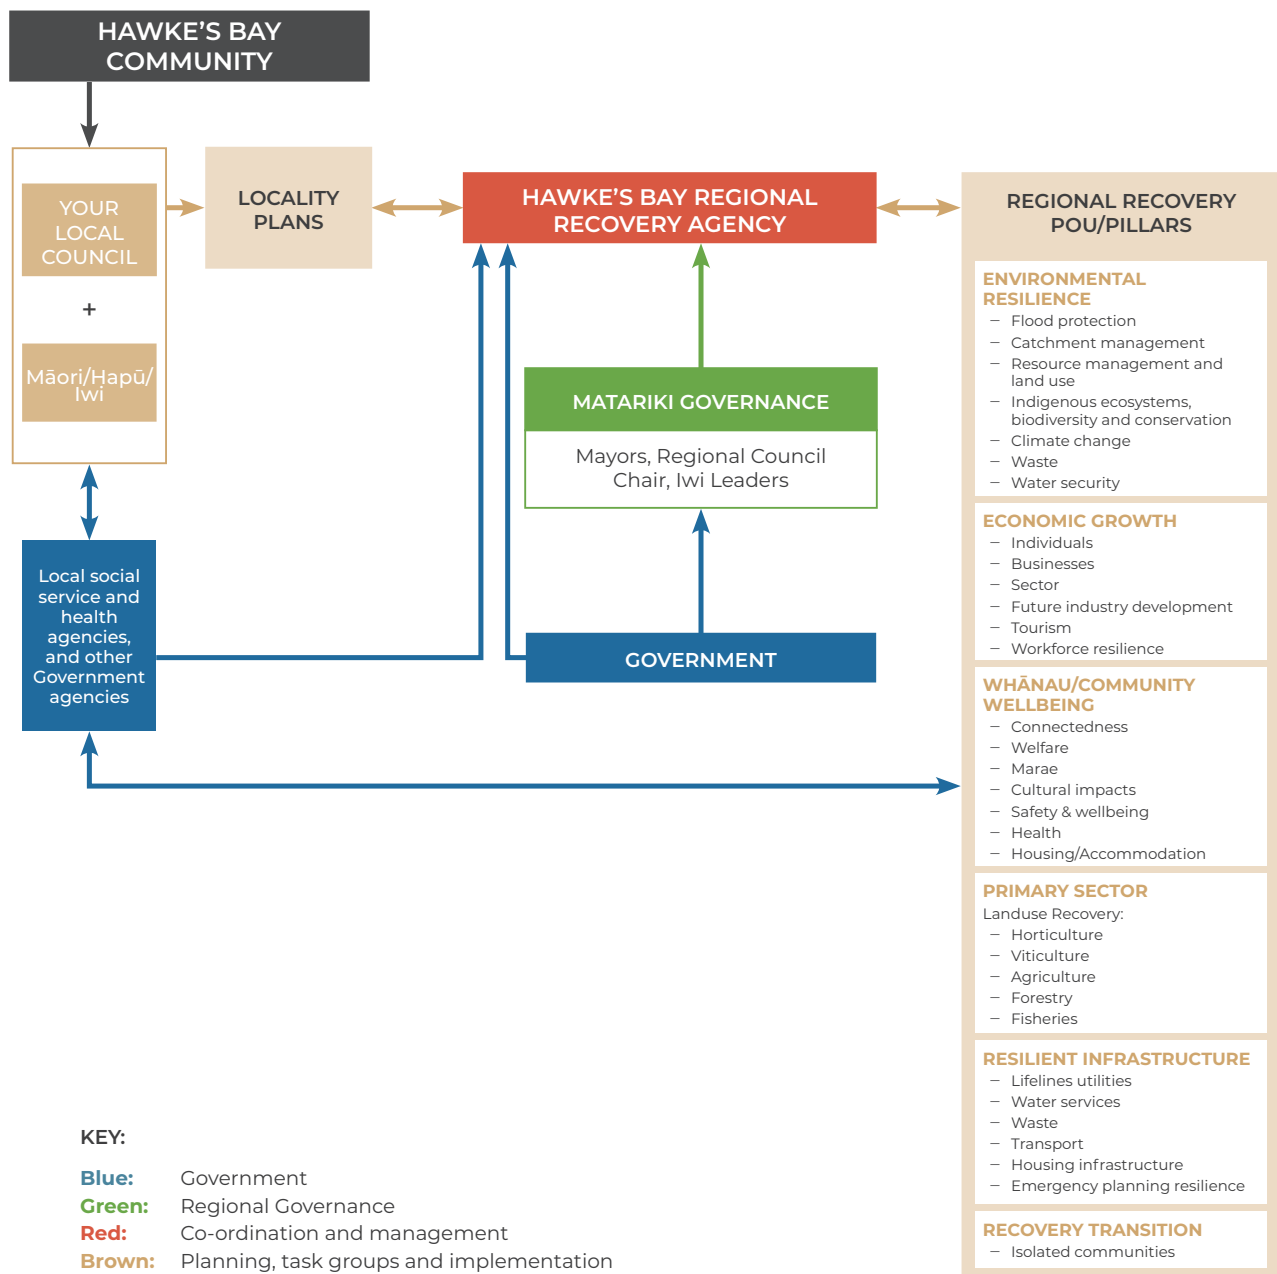 HAWKE'S BAY
COMMUNITY
YOUR
LOCAL
COUNCIL
+
Māori/Hapū/
Iwi
LOCALITY
PLANS
HAWKE'S BAY REGIONAL
RECOVERY AGENCY
MATARIKI GOVERNANCE
Mayors, Regional Council
Chair, Iwi Leaders
GOVERNMENT
Local social
service and
health
agencies,
and other
Government
agencies
REGIONAL RECOVERY
POU/PILLARS
ENVIRONMENTAL
RESILIENCE
– Flood protection
– Catchment management
– Resource management and
land use
– Indigenous ecosystems,
biodiversity and conservation
– Climate change
– Waste
– Water security
ECONOMIC GROWTH
– Individuals
– Businesses
– Sector
– Future industry development
– Tourism
– Workforce resilience
WHĀNAU/COMMUNITY
WELLBEING
– Connectedness
– Welfare
– Marae
– Cultural impacts
– Safety & wellbeing
– Health
– Housing/Accommodation
PRIMARY SECTOR
Landuse Recovery:
– Horticulture
– Viticulture
– Agriculture
– Forestry
– Fisheries
RESILIENT INFRASTRUCTURE
– Lifelines utilities
– Water services
– Waste
– Transport
– Housing infrastructure
– Emergency planning resilience
RECOVERY TRANSITION
– Isolated communities
KEY:
Blue: Government
Green: Regional Governance
Red: Co-ordination and management
Brown: Planning, task groups and implementation